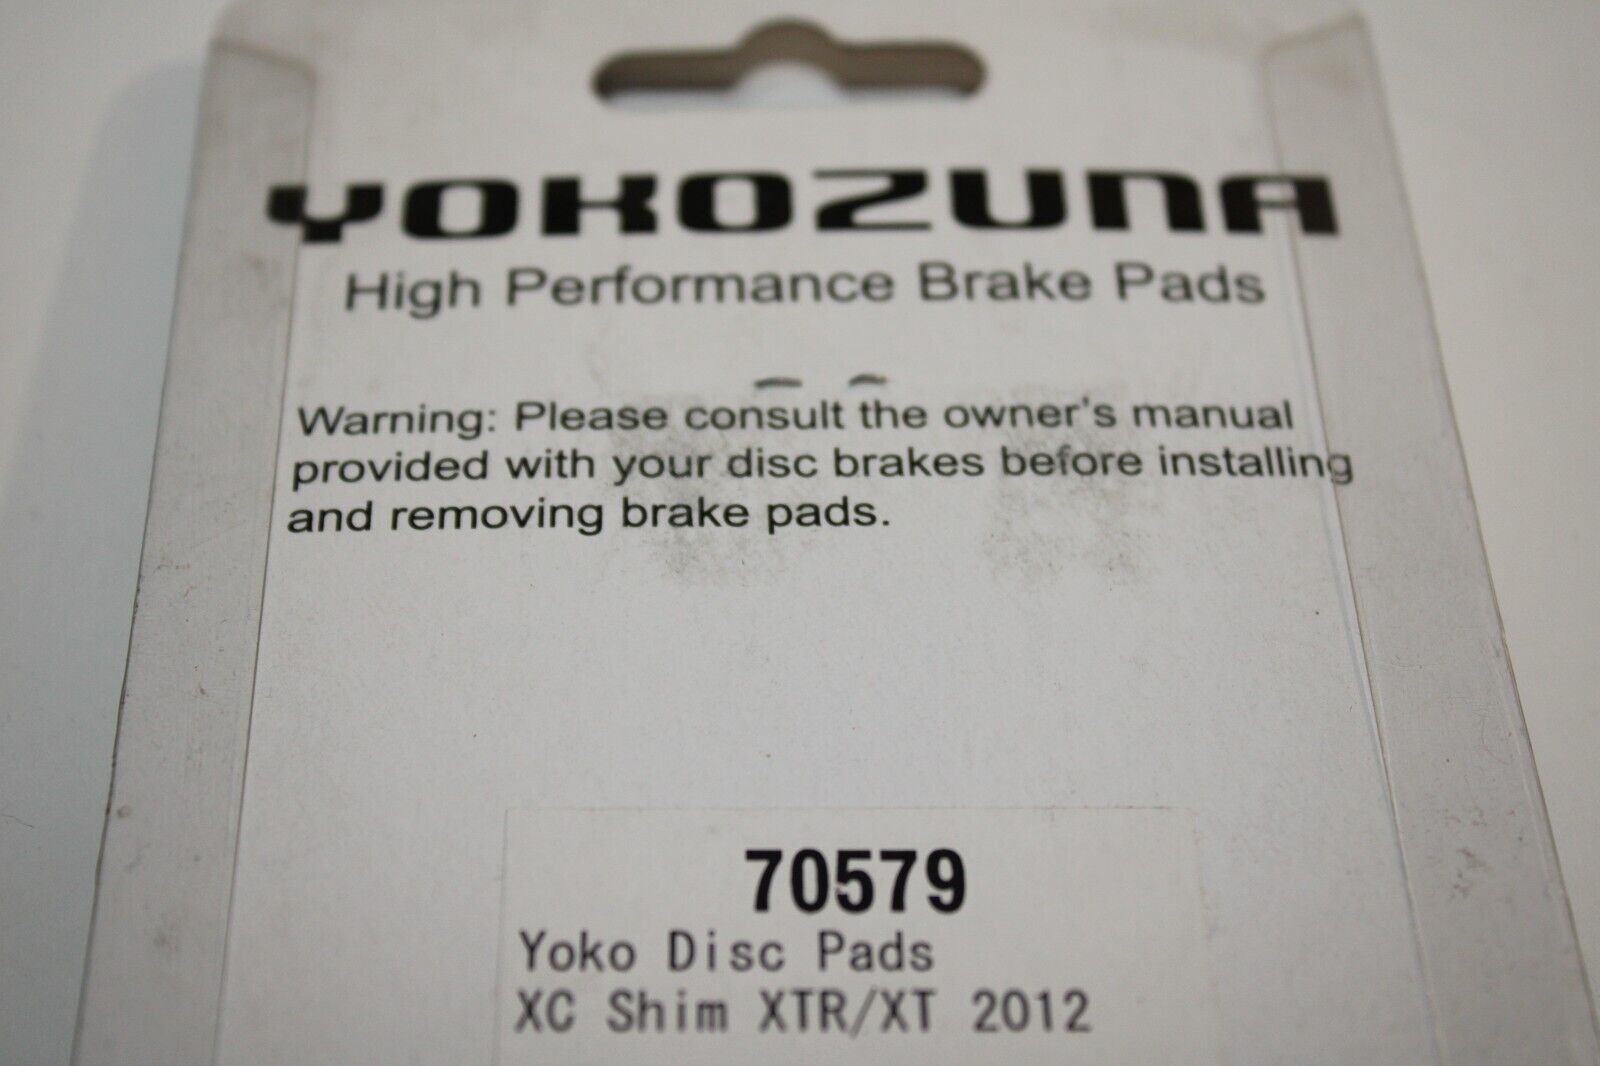 YOKOZUNA
High Performance Brake Pads
Warning: Please consult the owner's manual
provided with your disc brakes before installing
and removing brake pads.
70579
Yoko Disc Pads
XC Shim XTR/XT 2012